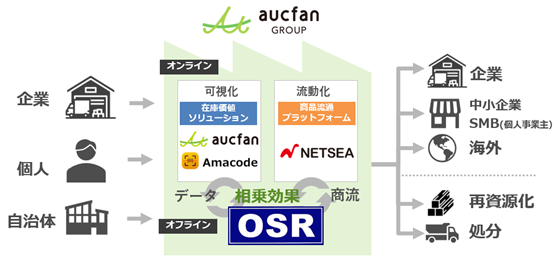 aucfan
GROUP
オンライン
企業
個人
自治体
可視化
在庫価値
ソリューション
aucfan
Amacode
流動化
商品流通
プラットフォーム
NETSEA
データ
相乗効果
商流
オフライン
OSR
企業
中小企業
SMB(個人事業主)
海外
再資源化
処分